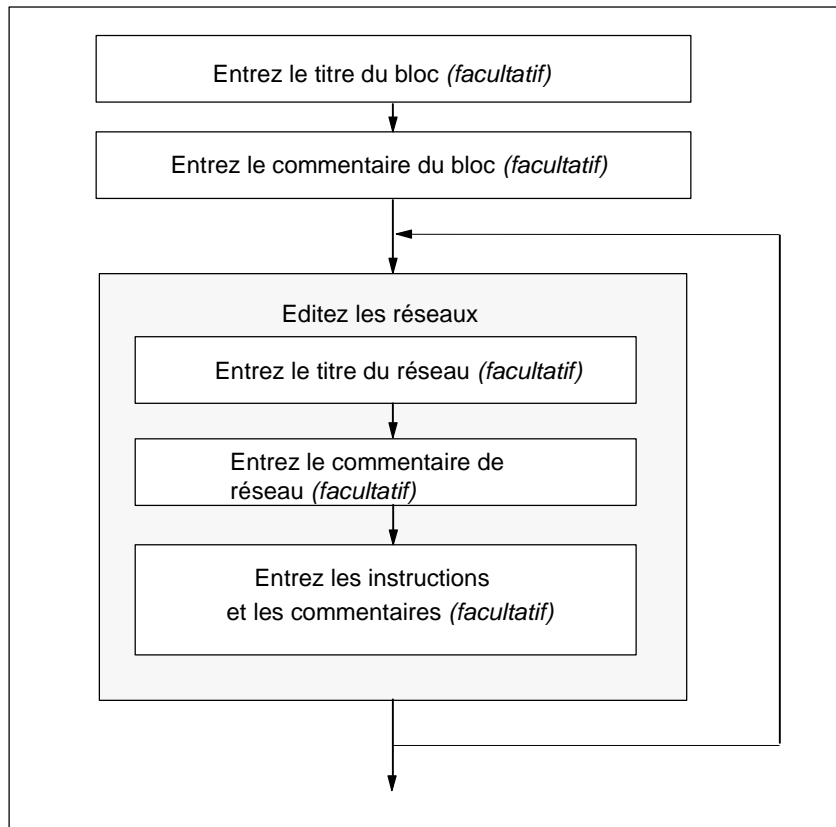 Entrez le titre du bloc (facultatif)
Entrez le commentaire du bloc (facultatif)
Editez les réseaux
Entrez le titre du réseau (facultatif)
Entrez le commentaire de
réseau (facultatif)
Entrez les instructions
et les commentaires (facultatif)